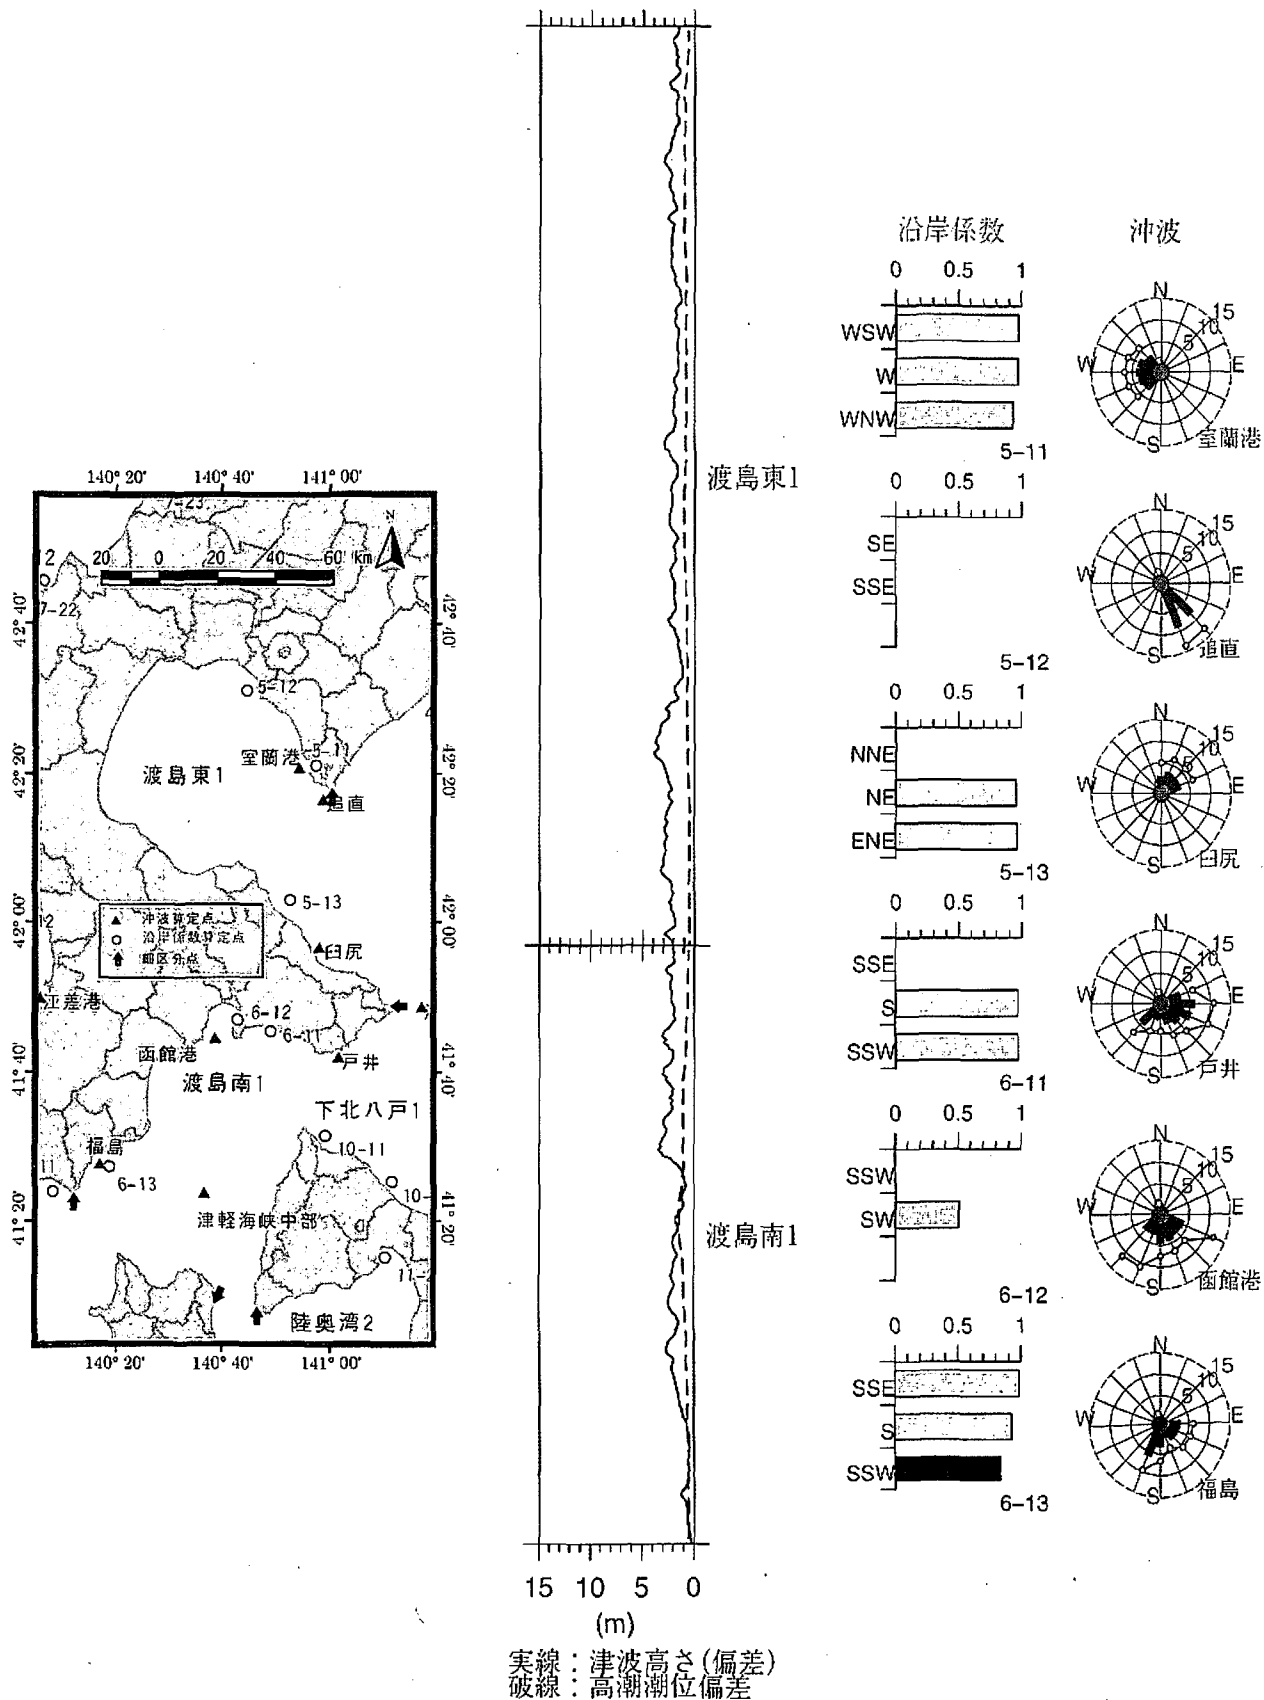 140° 20' 140° 40' 141° 00'
7-23
N
20 0 20 40 60 km
12
7-22
42° 40'
42° 40'
5-12
室蘭港
5-11
渡島東1
追直
42° 20'
42° 20'
5-13
12
▲ 沖波算定点
○ 沿岸係数算定点
細区分点
42° 00'
42° 00'
臼尻
江差港
6-12
6-11
函館港
戸井
渡島南1
41° 40'
41° 40'
下北八戸1
福島
10-11
11
6-13
10-
津軽海峡中部
41° 20'
41° 20'
11-
陸奥湾2
140° 20' 140° 40' 141° 00'
渡島東1
渡島南1
15 10 5 0
(m)
実線：津波高さ(偏差)
破線：高潮潮位偏差
沿岸係数 沖波
0 0.5 1
WSW
W
WNW
5-11
N
15
10
5
W E
S
室蘭港
0 0.5 1
SE
SSE
5-12
N
15
10
5
W E
S
追直
0 0.5 1
NNE
NE
ENE
5-13
N
15
10
5
W E
S
臼尻
0 0.5 1
SSE
S
SSW
6-11
N
15
10
5
W E
S
戸井
0 0.5 1
SSW
SW
6-12
N
15
10
5
W E
S
函館港
0 0.5 1
SSE
S
SSW
6-13
N
15
10
5
W E
S
福島